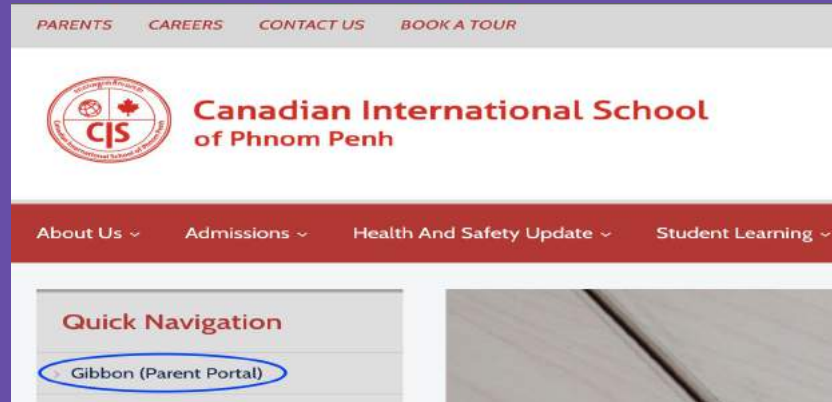 PARENTS CAREERS CONTACT US BOOK A TOUR
CIS
Canadian International School
of Phnom Penh
About Us Admissions Health And Safety Update Student Learning
Quick Navigation
Gibbon (Parent Portal)